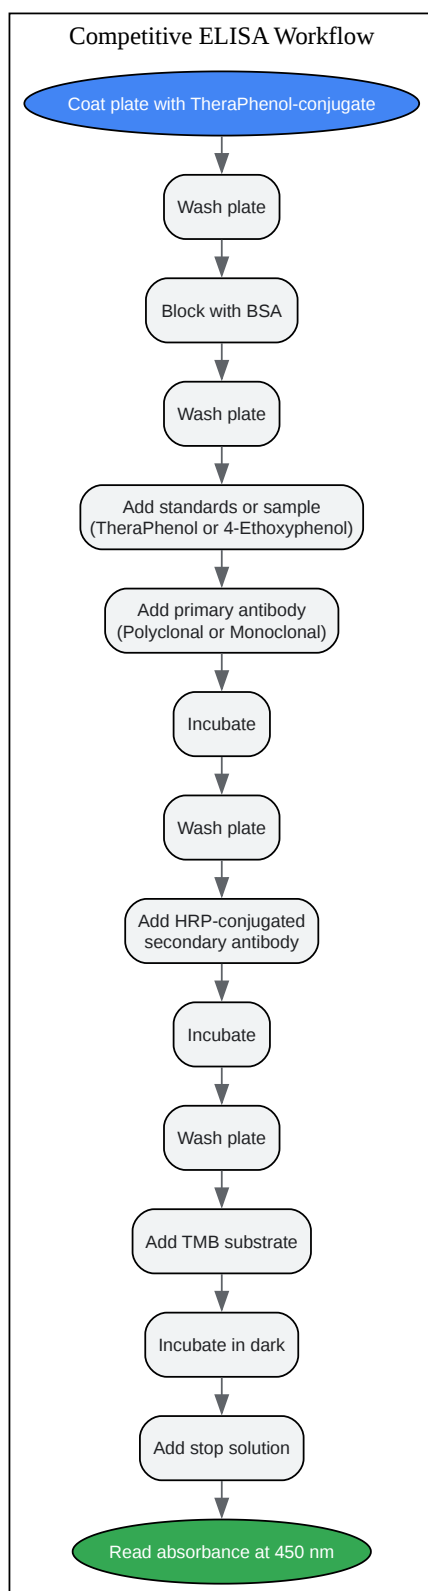 Competitive ELISA Workflow
Coat plate with TheraPhenol-conjugate
Wash plate
Block with BSA
Wash plate
Add standards or sample
(TheraPhenol or 4-Ethoxyphenol)
Add primary antibody
(Polyclonal or Monoclonal)
Incubate
Wash plate
Add HRP-conjugated
secondary antibody
Incubate
Wash plate
Add TMB substrate
Incubate in dark
Add stop solution
Read absorbance at 450 nm